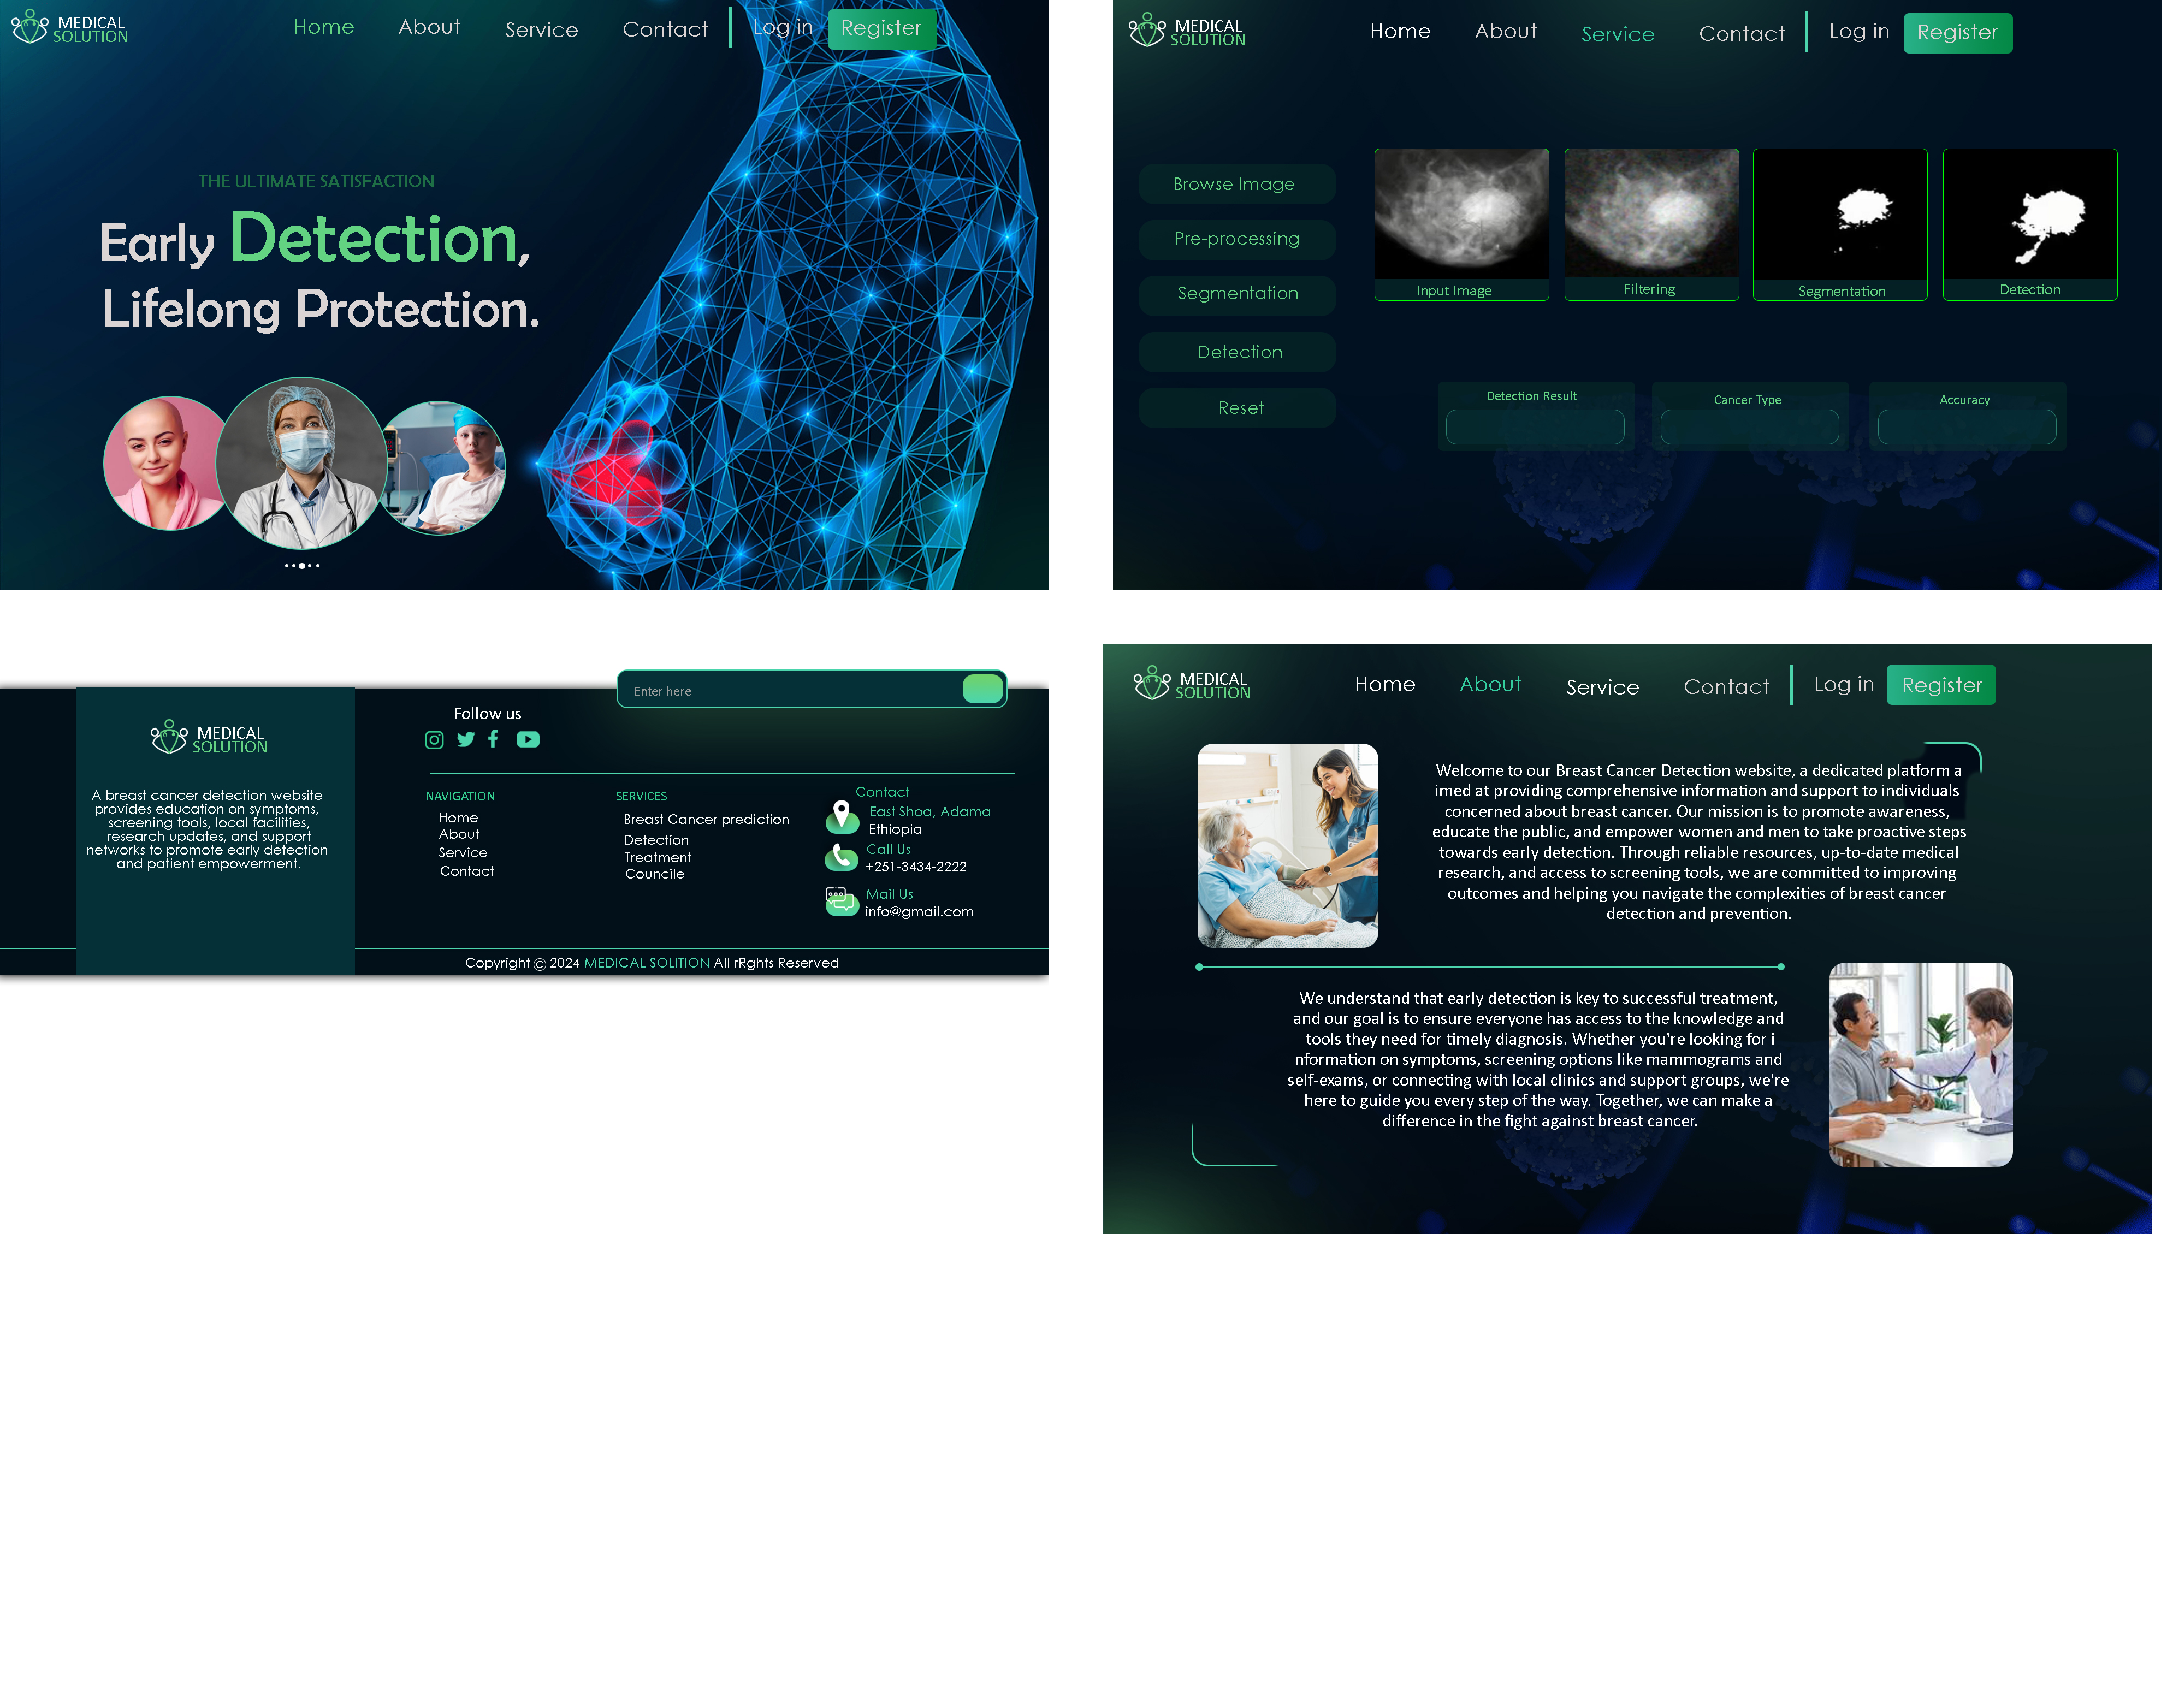 MEDICAL
SOLUTION
Home About Service Contact Log in Register
THE ULTIMATE SATISFACTION
Early Detection,
Lifelong Protection.
MEDICAL
SOLUTION
Home About Service Contact Log in Register
Browse Image
Pre-processing
Segmentation
Detection
Reset
Input Image
Filtering
Segmentation
Detection
Detection Result
Cancer Type
Accuracy
Enter here
MEDICAL
SOLUTION
A breast cancer detection website
provides education on symptoms,
screening tools, local facilities,
research updates, and support
networks to promote early detection
and patient empowerment.
Follow us
NAVIGATION
Home
About
Service
Contact
SERVICES
Breast Cancer prediction
Detection
Treatment
Councile
Contact
East Shoa, Adama
Ethiopia
Call Us
+251-3434-2222
Mail Us
info@gmail.com
Copyright © 2024 MEDICAL SOLITION All rRghts Reserved
MEDICAL
SOLUTION
Home About Service Contact Log in Register
Welcome to our Breast Cancer Detection website, a dedicated platform a
imed at providing comprehensive information and support to individuals
concerned about breast cancer. Our mission is to promote awareness,
educate the public, and empower women and men to take proactive steps
towards early detection. Through reliable resources, up-to-date medical
research, and access to screening tools, we are committed to improving
outcomes and helping you navigate the complexities of breast cancer
detection and prevention.
We understand that early detection is key to successful treatment,
and our goal is to ensure everyone has access to the knowledge and
tools they need for timely diagnosis. Whether you're looking for i
nformation on symptoms, screening options like mammograms and
self-exams, or connecting with local clinics and support groups, we're
here to guide you every step of the way. Together, we can make a
difference in the fight against breast cancer.